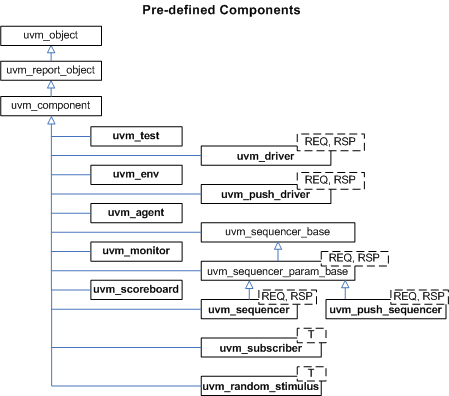 Pre-defined Components
uvm_object
uvm_report_object
uvm_component
uvm_test
REQ, RSP
uvm_driver
uvm_env
REQ, RSP
uvm_push_driver
uvm_agent
uvm_sequencer_base
uvm_monitor
REQ, RSP
uvm_sequencer_param_base
uvm_scoreboard
REQ, RSP
REQ, RSP
uvm_sequencer
uvm_push_sequencer
T
uvm_subscriber
T
uvm_random_stimulus